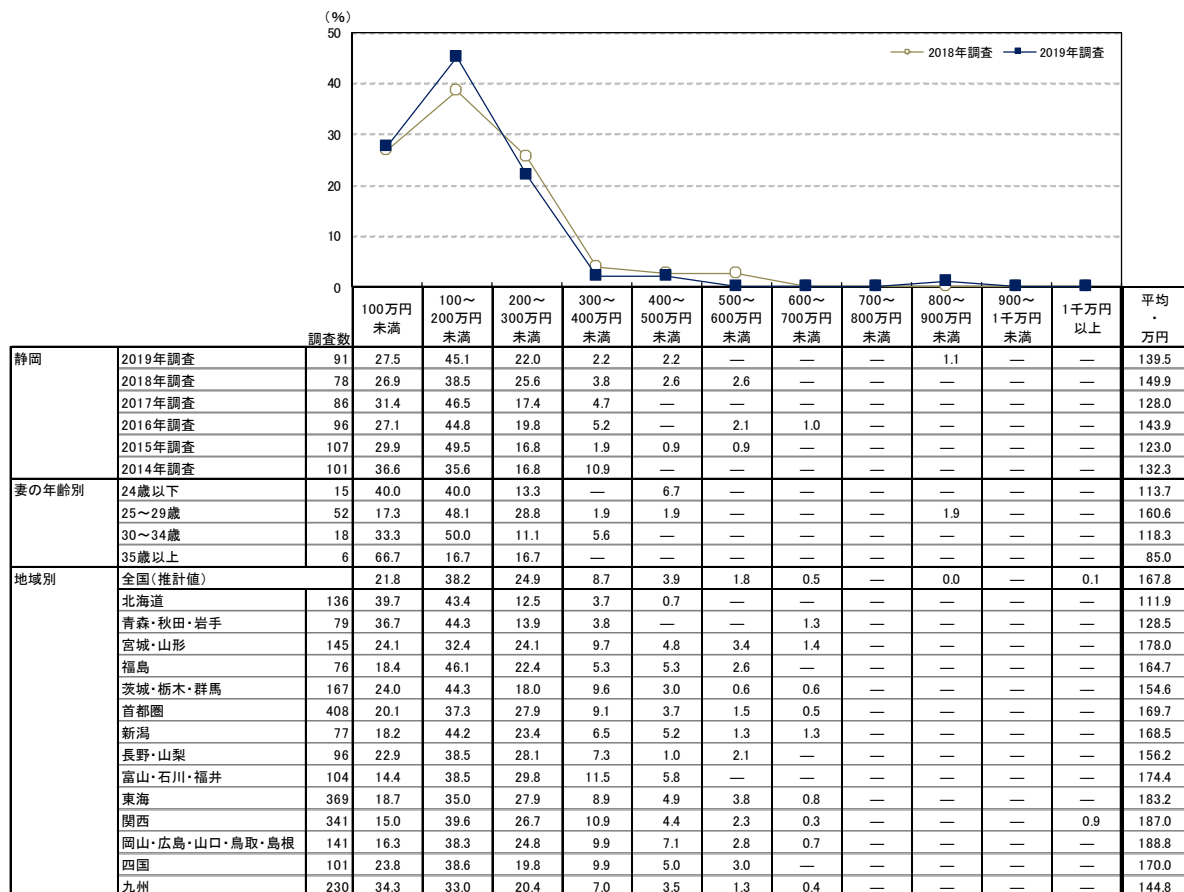 (%)
50
2018年調査 2019年調査
40
30
20
10
0
調査数 100万円未満 100～200万円未満 200～300万円未満 300～400万円未満 400～500万円未満 500～600万円未満 600～700万円未満 700～800万円未満 800～900万円未満 900～1千万円未満 1千万円以上 平均・万円
静岡 2019年調査 91 27.5 45.1 22.0 2.2 2.2 — — — 1.1 — — 139.5
2018年調査 78 26.9 38.5 25.6 3.8 2.6 2.6 — — — — — 149.9
2017年調査 86 31.4 46.5 17.4 4.7 — — — — — — — 128.0
2016年調査 96 27.1 44.8 19.8 5.2 — 2.1 1.0 — — — — 143.9
2015年調査 107 29.9 49.5 16.8 1.9 0.9 0.9 — — — — — 123.0
2014年調査 101 36.6 35.6 16.8 10.9 — — — — — — — 132.3
妻の年齢別 24歳以下 15 40.0 40.0 13.3 — 6.7 — — — — — — 113.7
25～29歳 52 17.3 48.1 28.8 1.9 1.9 — — — 1.9 — — 160.6
30～34歳 18 33.3 50.0 11.1 5.6 — — — — — — — 118.3
35歳以上 6 66.7 16.7 16.7 — — — — — — — — 85.0
地域別 全国(推計値) 21.8 38.2 24.9 8.7 3.9 1.8 0.5 — 0.0 — 0.1 167.8
北海道 136 39.7 43.4 12.5 3.7 0.7 — — — — — — 111.9
青森・秋田・岩手 79 36.7 44.3 13.9 3.8 — — 1.3 — — — — 128.5
宮城・山形 145 24.1 32.4 24.1 9.7 4.8 3.4 1.4 — — — — 178.0
福島 76 18.4 46.1 22.4 5.3 5.3 2.6 — — — — — 164.7
茨城・栃木・群馬 167 24.0 44.3 18.0 9.6 3.0 0.6 0.6 — — — — 154.6
首都圏 408 20.1 37.3 27.9 9.1 3.7 1.5 0.5 — — — — 169.7
新潟 77 18.2 44.2 23.4 6.5 5.2 1.3 1.3 — — — — 168.5
長野・山梨 96 22.9 38.5 28.1 7.3 1.0 2.1 — — — — — 156.2
富山・石川・福井 104 14.4 38.5 29.8 11.5 5.8 — — — — — — 174.4
東海 369 18.7 35.0 27.9 8.9 4.9 3.8 0.8 — — — — 183.2
関西 341 15.0 39.6 26.7 10.9 4.4 2.3 0.3 — — — 0.9 187.0
岡山・広島・山口・鳥取・島根 141 16.3 38.3 24.8 9.9 7.1 2.8 0.7 — — — — 188.8
四国 101 23.8 38.6 19.8 9.9 5.0 3.0 — — — — — 170.0
九州 230 34.3 33.0 20.4 7.0 3.5 1.3 0.4 — — — — 144.8